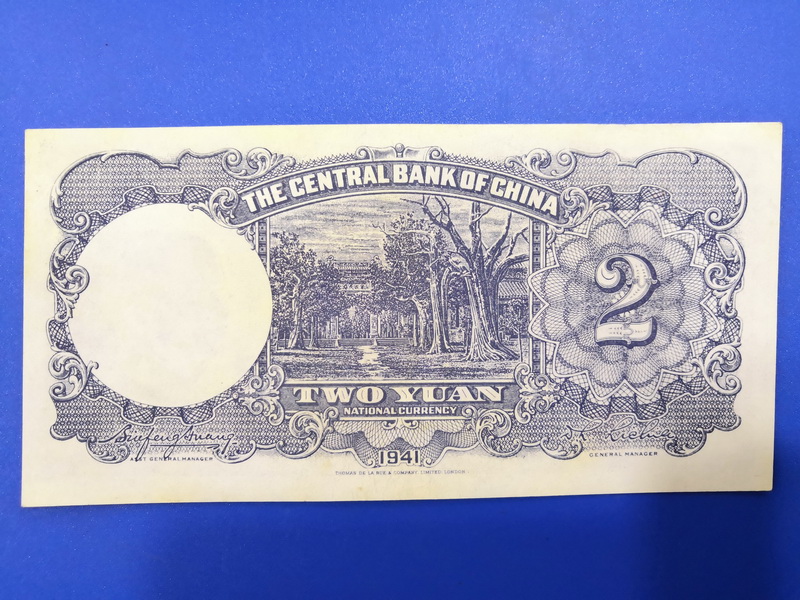 THE CENTRAL BANK OF CHINA
2
TWO YUAN
NATIONAL CURRENCY
ASST GENERAL MANAGER
1941
GENERAL MANAGER
THOMAS DE LA RUE & COMPANY LIMITED LONDON